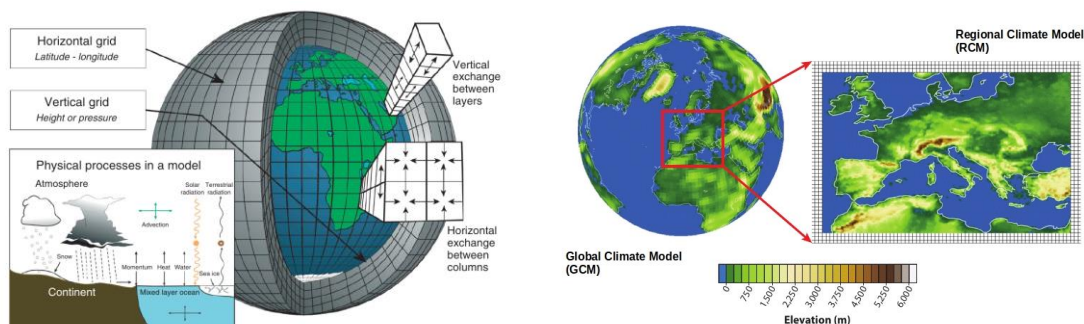 Horizontal grid
Latitude - longitude
Vertical grid
Height or pressure
Vertical
exchange
between
layers
Physical processes in a model
Atmosphere
Solar
radiation
Terrestrial
radiation
Advection
Snow
Momentum
Heat
Water
Sea ice
Continent
Mixed layer ocean
Horizontal
exchange
between
columns
Regional Climate Model
(RCM)
Global Climate Model
(GCM)
0
750
1,500
2,250
3,000
3,750
4,500
5,250
6,000
Elevation (m)